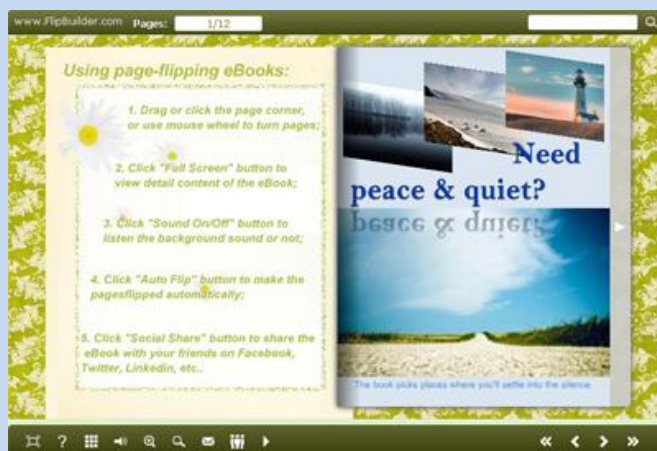 www.FlipBuilder.com Pages: 1/12
Using page-flipping eBooks:
1. Drag or click the page corner,
or use mouse wheel to turn pages;
2. Click "Full Screen" button to
view detail content of the eBook;
3. Click "Sound On/Off" button to
listen the background sound or not;
4. Click "Auto Flip" button to make the
pagesflipped automatically;
5. Click "Social Share" button to share the
eBook with your friends on Facebook,
Twitter, Linkedin, etc..
Need
peace & quiet?
The book picks places where you'll settle into the silence.